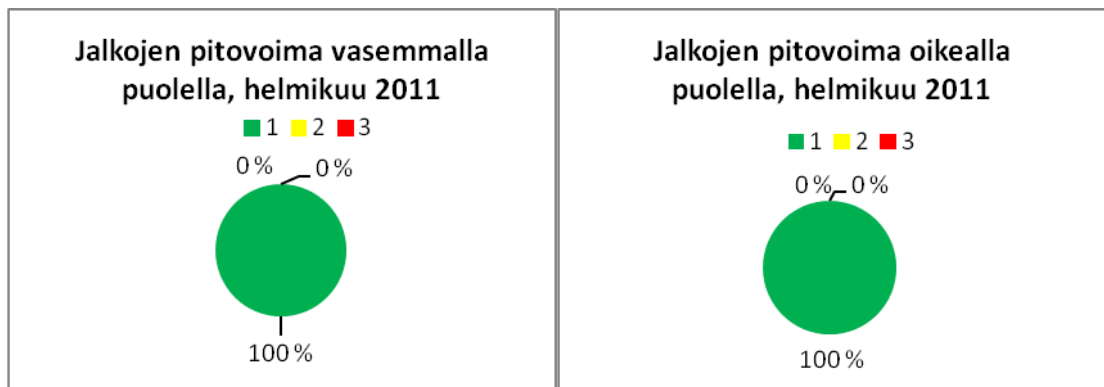 Jalkojen pitovoima vasemmalla
puolella, helmikuu 2011
1 2 3
0 % 0 %
100 %
Jalkojen pitovoima oikealla
puolella, helmikuu 2011
1 2 3
0 % 0 %
100 %